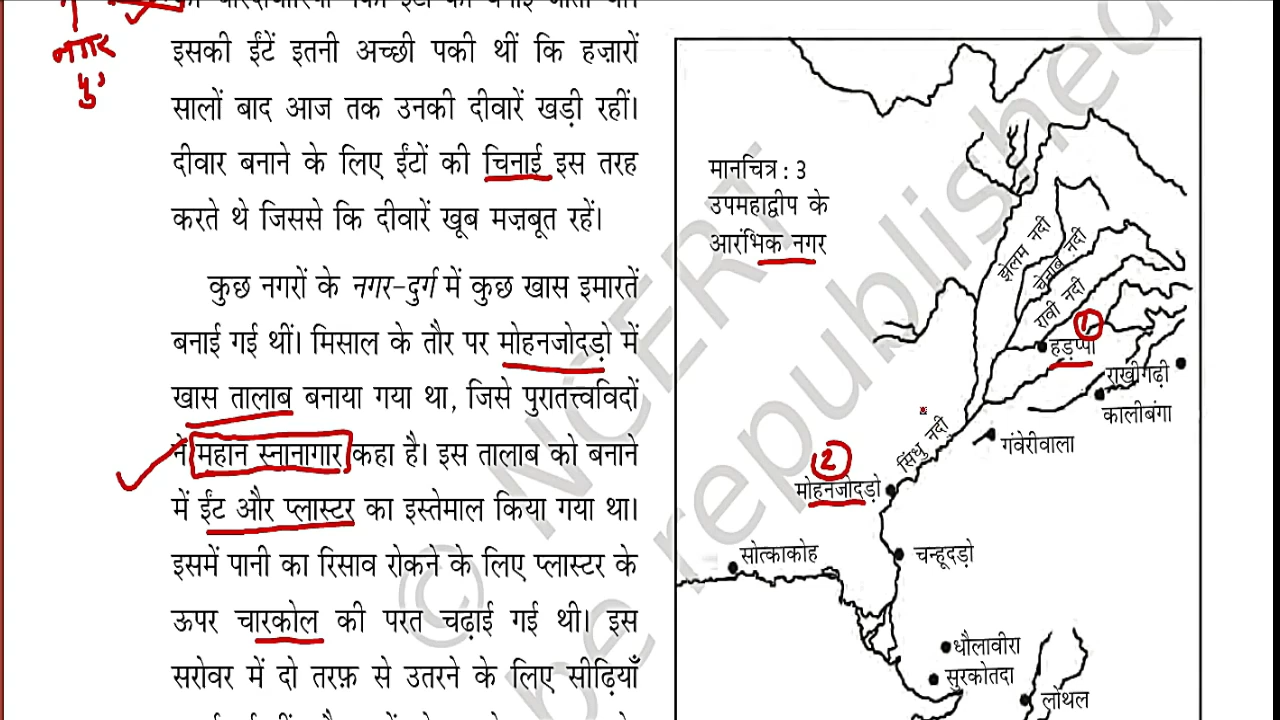 नगर
इसकी ईंटें इतनी अच्छी पकी थीं कि हज़ारों
सालों बाद आज तक उनकी दीवारें खड़ी रहीं।
दीवार बनाने के लिए ईंटों की चिनाई इस तरह
करते थे जिससे कि दीवारें खूब मज़बूत रहें।
कुछ नगरों के नगर-दुर्ग में कुछ खास इमारतें
बनाई गई थीं। मिसाल के तौर पर मोहनजोदड़ो में
खास तालाब बनाया गया था, जिसे पुरातत्त्वविदों
ने महान स्नानागार कहा है। इस तालाब को बनाने
में ईंट और प्लास्टर का इस्तेमाल किया गया था।
इसमें पानी का रिसाव रोकने के लिए प्लास्टर के
ऊपर चारकोल की परत चढ़ाई गई थी। इस
सरोवर में दो तरफ़ से उतरने के लिए सीढ़ियाँ
मानचित्र : 3
उपमहाद्वीप के
आरंभिक नगर
झेलम नदी
चेनाब नदी
रावी नदी
1
हड़प्पा
राखीगढ़ी
कालीबंगा
सिंधु नदी
गंवेरीवाला
2
मोहनजोदड़ो
सोत्काकोह
चन्हूदड़ो
धौलावीरा
सुरकोतदा
लोथल
© NCERT
be republished